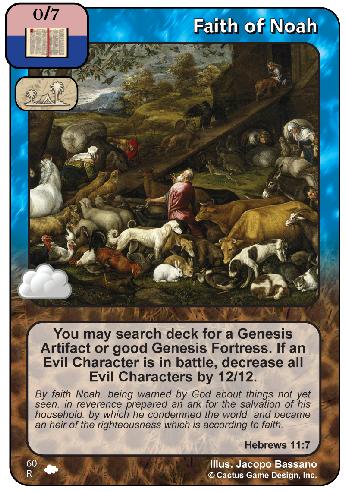 0/7
Faith of Noah
You may search deck for a Genesis
Artifact or good Genesis Fortress. If an
Evil Character is in battle, decrease all
Evil Characters by 12/12.
By faith Noah, being warned by God about things not yet
seen, in reverence prepared an ark for the salvation of his
household, by which he condemned the world, and became
an heir of the righteousness which is according to faith.
Hebrews 11:7
60
R
Illus. Jacopo Bassano
© Cactus Game Design, Inc.